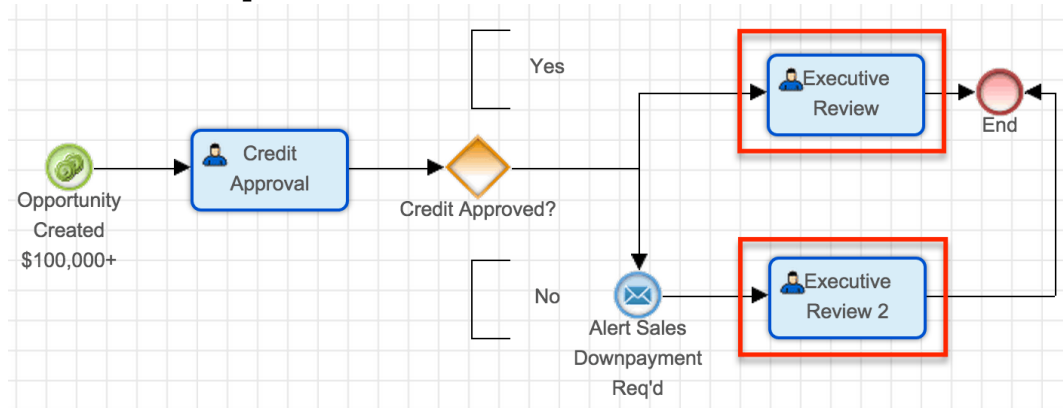 Opportunity
Created
$100,000+
Credit
Approval
Credit Approved?
Yes
No
Executive
Review
End
Alert Sales
Downpayment
Req'd
Executive
Review 2